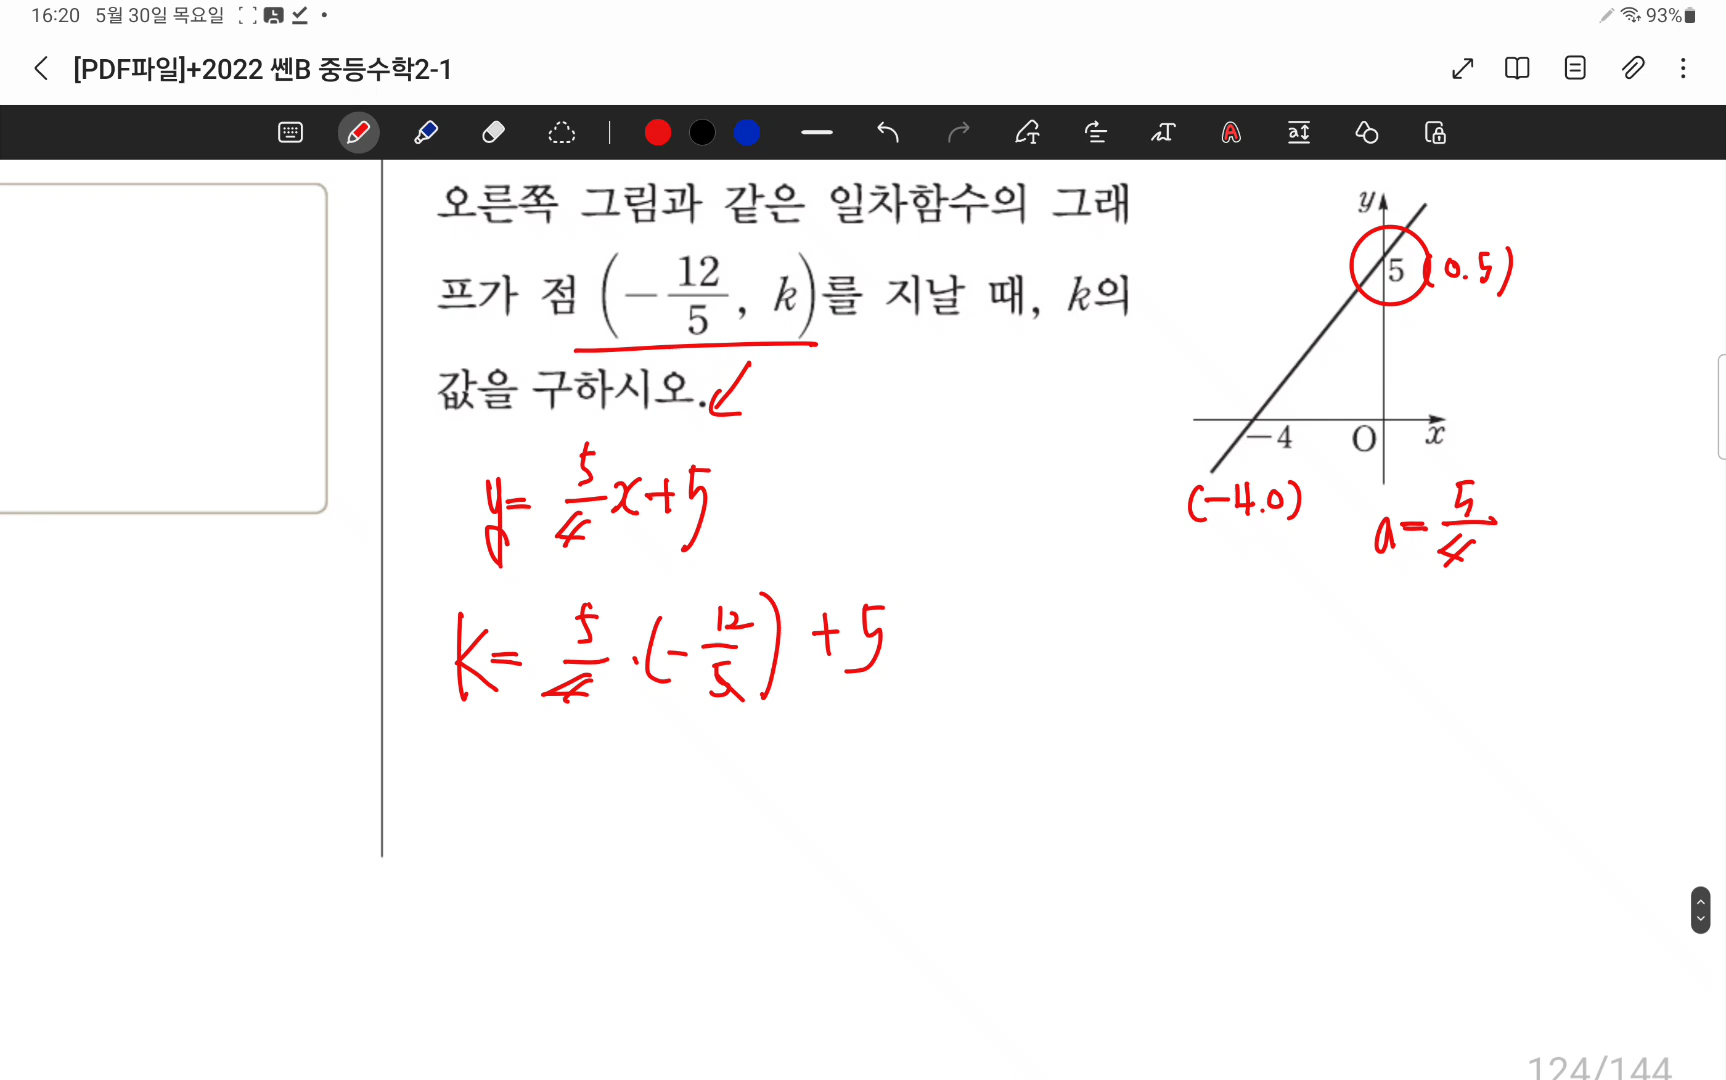 16:20 5월 30일 목요일
93%
[PDF파일]+2022 쎈B 중등수학2-1
오른쪽 그림과 같은 일차함수의 그래
프가 점 (-12/5, k)를 지날 때, k의
값을 구하시오.
y
5 (0.5)
-4 O x
(-4.0)
a=5/4
y=5/4x+5
K=5/4·(-12/5)+5
124/144